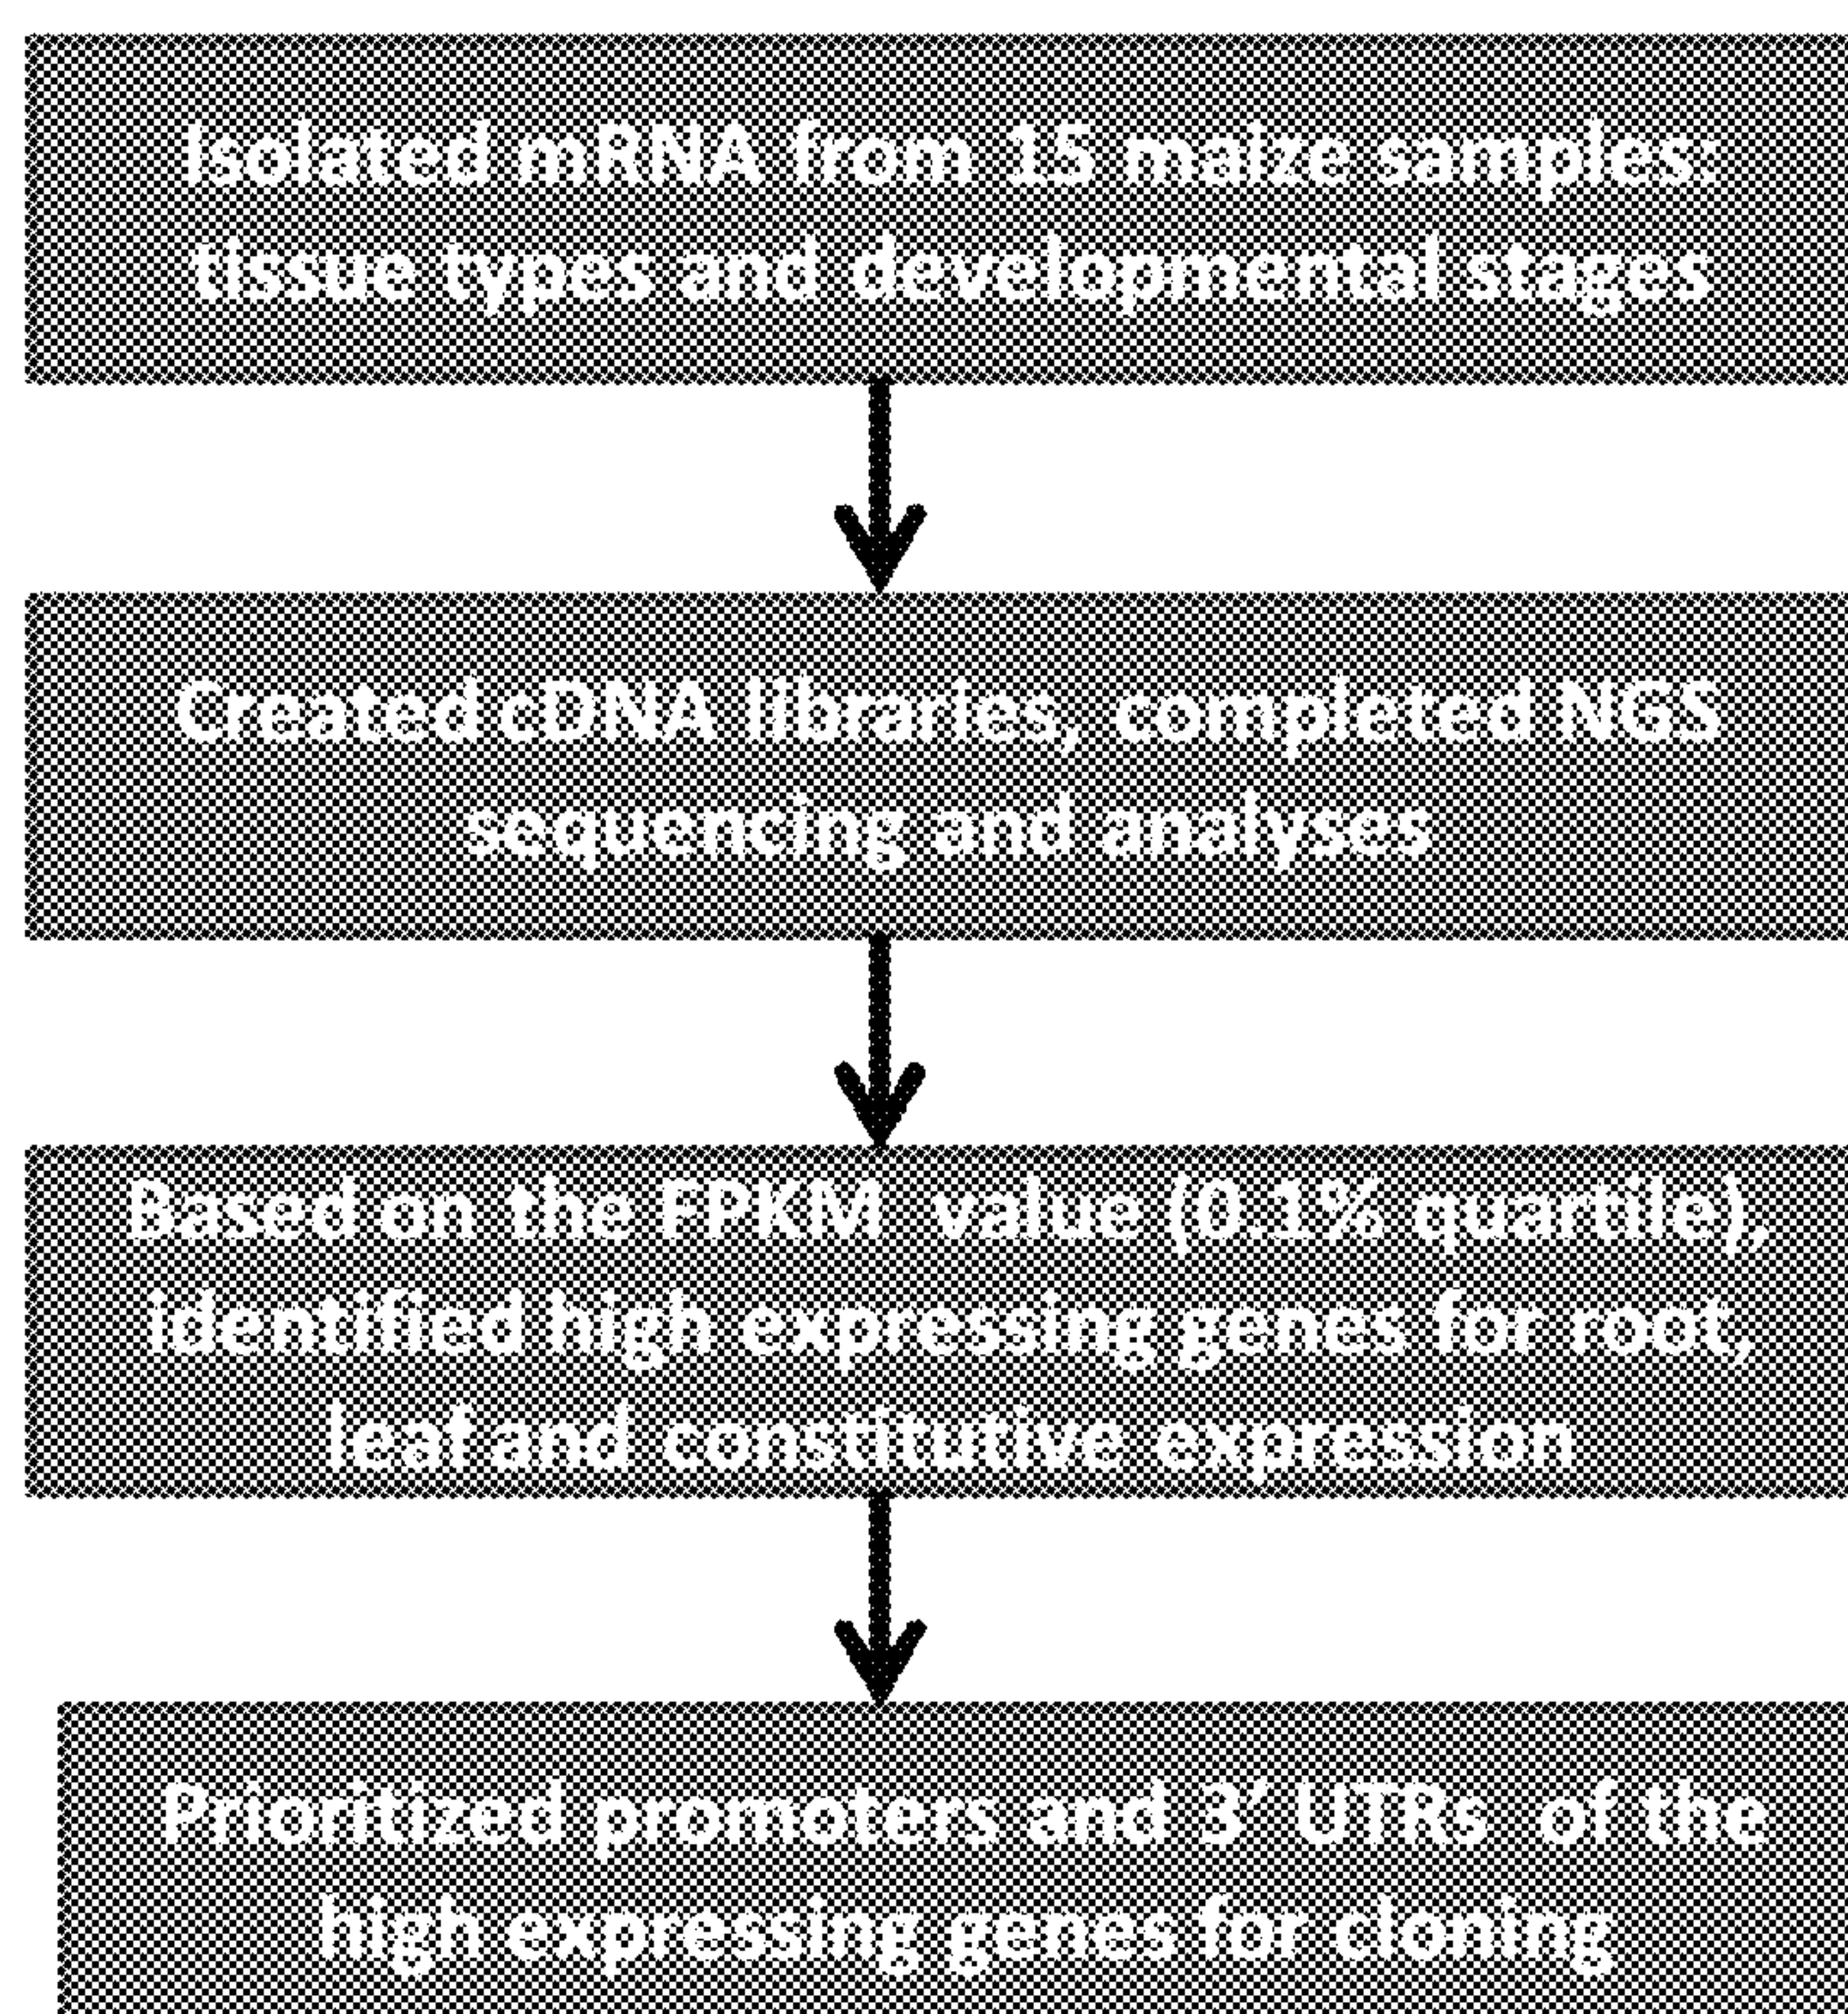 Isolated mRNA from 15 maize samples:
tissue types and developmental stages
Created cDNA libraries, completed NGS
sequencing and analyses
Based on the FPKM value (0.1% quartile),
identified high expressing genes for root,
leaf and constitutive expression
Prioritized promoters and 3’ UTRs of the
high expressing genes for cloning